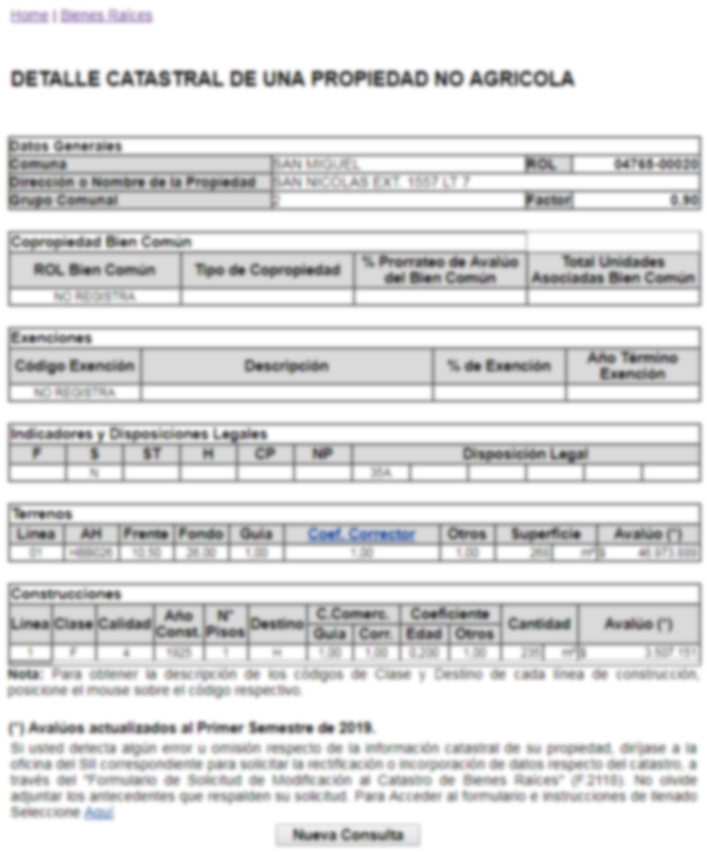 Home | Bienes Raíces
DETALLE CATASTRAL DE UNA PROPIEDAD NO AGRICOLA
Datos Generales
Comuna SAN MIGUEL ROL 04765-00020
Dirección o Nombre de la Propiedad SAN NICOLAS EXT. 1557 LT 7
Grupo Comunal 2 Factor 0.90
Copropiedad Bien Común
ROL Bien Común Tipo de Copropiedad % Prorrateo de Avalúo del Bien Común Total Unidades Asociadas Bien Común
NO REGISTRA
Exenciones
Código Exención Descripción % de Exención Año Término Exención
NO REGISTRA
Indicadores y Disposiciones Legales
F S ST H CP NP Disposición Legal
N 35A
Terrenos
Línea AH Frente Fondo Guía Coef. Corrector Otros Superficie Avalúo (*)
01 HBB026 10,50 26,00 1.00 1.00 1.00 m² $
Construcciones
Línea Clase Calidad Año Const. N° Pisos Destino C.Comerc. Coeficiente Cantidad Avalúo (*)
Guía Corr. Edad Otros
1 F 4 1925 1 H 1.00 1.00 0.200 1.00 235 m² $ 3.507.151
Nota: Para obtener la descripción de los códigos de Clase y Destino de cada línea de construcción,
posicione el mouse sobre el código respectivo.
(*) Avalúos actualizados al Primer Semestre de 2019.
Si usted detecta algún error u omisión respecto de la información catastral de su propiedad, diríjase a la
oficina del SII correspondiente para solicitar la rectificación o incorporación de datos respecto del catastro, a
través del "Formulario de Solicitud de Modificación al Catastro de Bienes Raíces" (F.2118). No olvide
adjuntar los antecedentes que respalden su solicitud. Para Acceder al formulario e instrucciones de llenado
Seleccione Aquí
Nueva Consulta